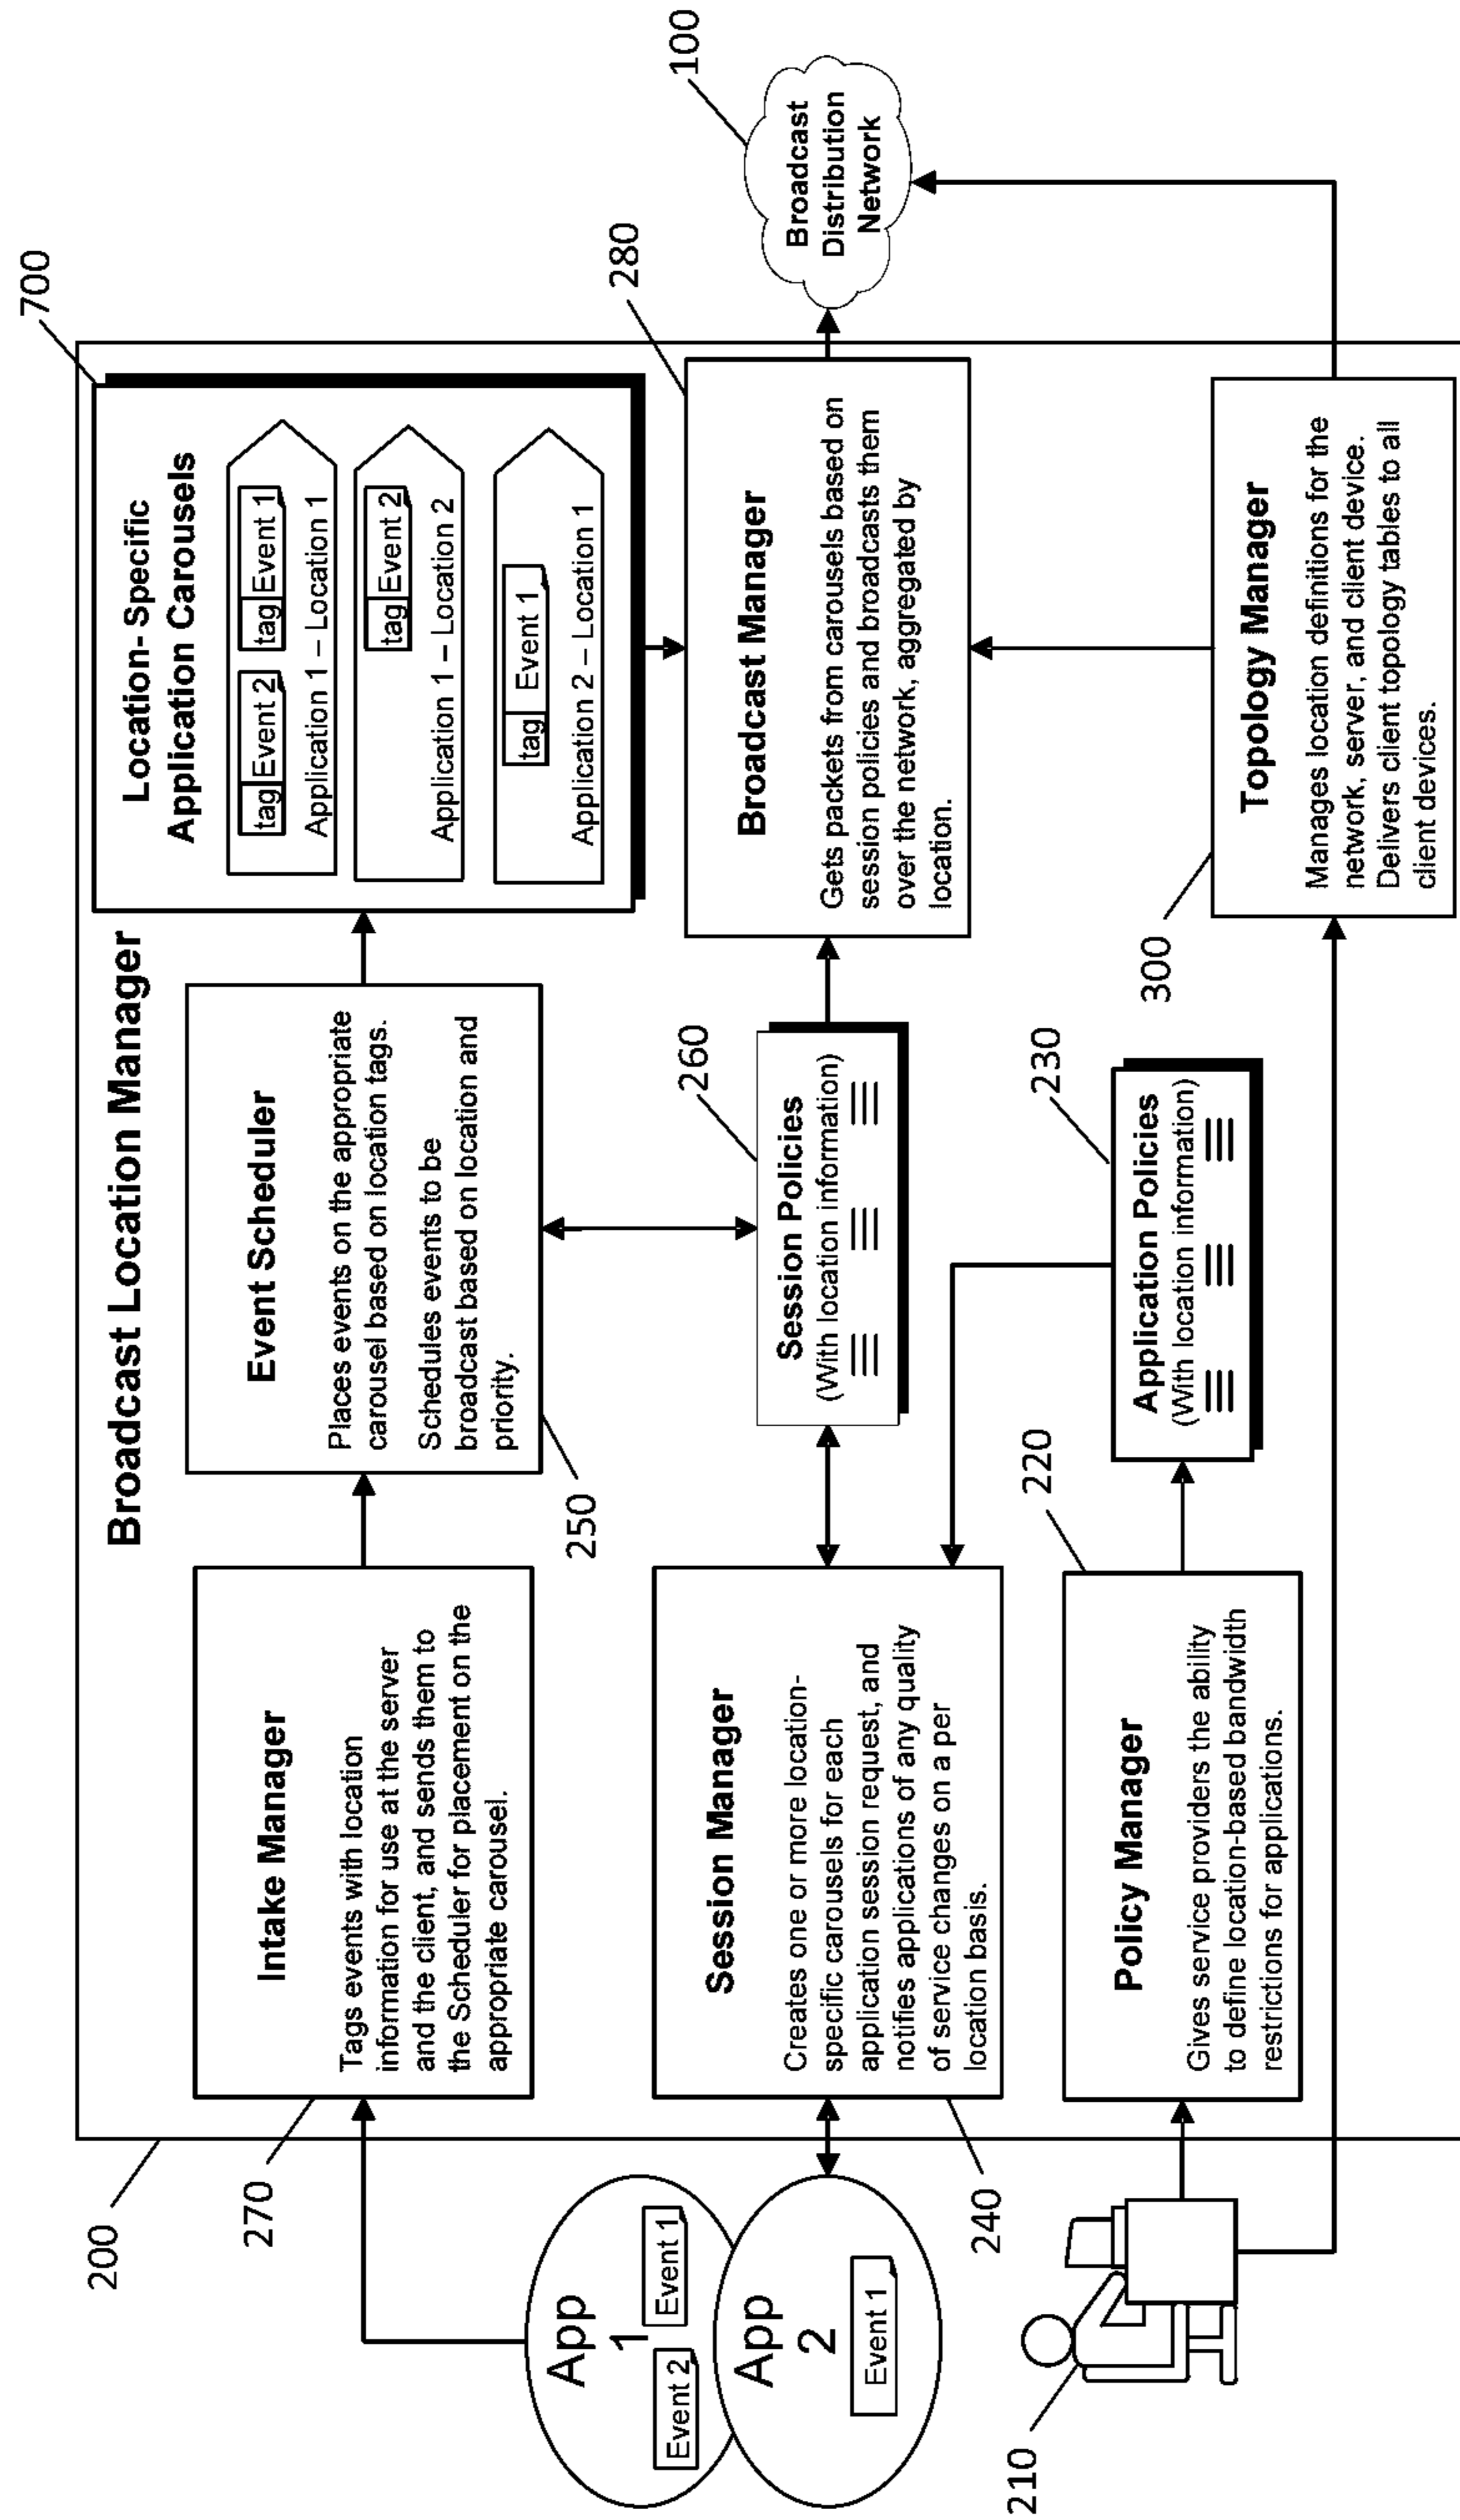 Broadcast Location Manager
200
270
Intake Manager
Tags events with location
information for use at the server
and the client, and sends them to
the Scheduler for placement on the
appropriate carousel.
Event Scheduler
Places events on the appropriate
carousel based on location tags.
Schedules events to be
broadcast based on location and
priority.
250
700
Location-Specific
Application Carousels
tag Event 2
tag Event 1
Application 1 – Location 1
tag Event 2
Application 1 – Location 2
tag Event 1
Application 2 – Location 1
App
1
Event 2
Event 1
App
2
Event 1
240
Session Manager
Creates one or more location-
specific carousels for each
application session request, and
notifies applications of any quality
of service changes on a per
location basis.
260
Session Policies
(With location information)
280
Broadcast Manager
Gets packets from carousels based on
session policies and broadcasts them
over the network, aggregated by
location.
100
Broadcast
Distribution
Network
210
220
Policy Manager
Gives service providers the ability
to define location-based bandwidth
restrictions for applications.
230
Application Policies
(With location information)
300
Topology Manager
Manages location definitions for the
network, server, and client device.
Delivers client topology tables to all
client devices.